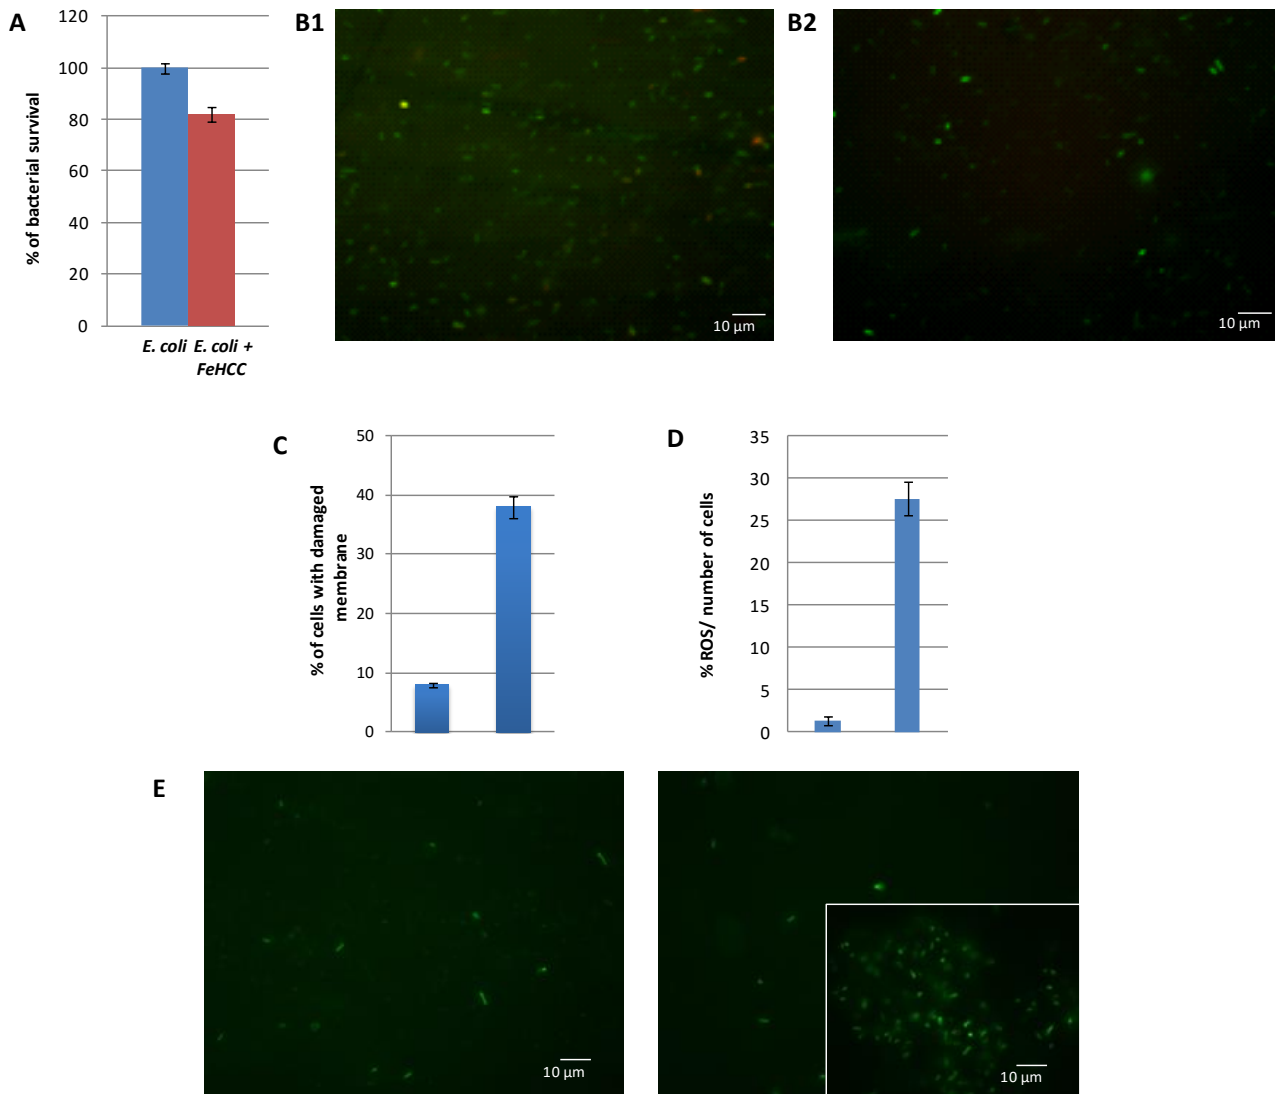 A
B1
B2
120
100
80
60
40
20
0
% of bacterial survival
E. coli E. coli +
FeHCC
10 µm
10 µm
C
50
40
30
20
10
0
% of cells with damaged
membrane
D
35
30
25
20
15
10
5
0
% ROS/ number of cells
E
10 µm
10 µm